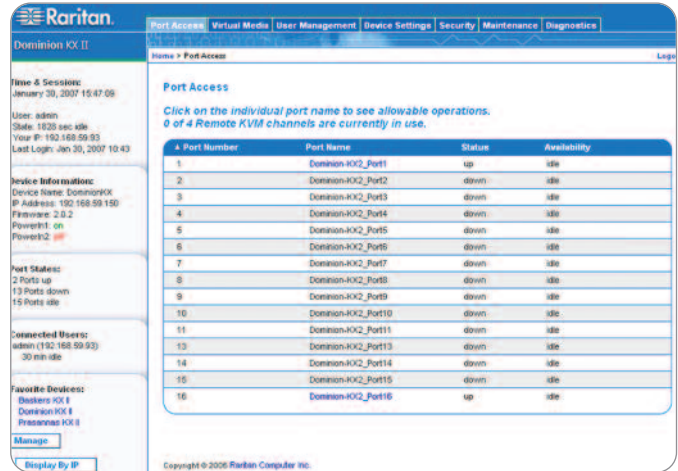 Raritan.
Port Access Virtual Media User Management Device Settings Security Maintenance Diagnostics
Dominion KX II
Home > Port Access
Logo
Time & Session:
January 30, 2007 15:47:09
User: admin
State: 1828 sec idle
Your IP: 192.168.59.93
Last Login: Jan 30, 2007 10:43
Device Information:
Device Name: DominionKX
IP Address: 192.168.59.150
Firmware: 2.0.2
PowerIn1: on
PowerIn2: off
Port States:
2 Ports up
13 Ports down
15 Ports idle
Connected Users:
admin (192.168.59.93)
30 min idle
Favorite Devices:
Dominion KX II
Prasannas KX II
Manage
Display By IP
Port Access
Click on the individual port name to see allowable operations.
0 of 4 Remote KVM channels are currently in use.
▲ Port Number Port Name Status Availability
1 Dominion-KX2_Port1 up idle
2 Dominion-KX2_Port2 down idle
3 Dominion-KX2_Port3 down idle
4 Dominion-KX2_Port4 down idle
5 Dominion-KX2_Port5 down idle
6 Dominion-KX2_Port6 down idle
7 Dominion-KX2_Port7 down idle
8 Dominion-KX2_Port8 down idle
9 Dominion-KX2_Port9 down idle
10 Dominion-KX2_Port10 down idle
11 Dominion-KX2_Port11 down idle
13 Dominion-KX2_Port13 down idle
14 Dominion-KX2_Port14 down idle
15 Dominion-KX2_Port15 down idle
16 Dominion-KX2_Port16 up idle
Copyright © 2006 Raritan Computer Inc.